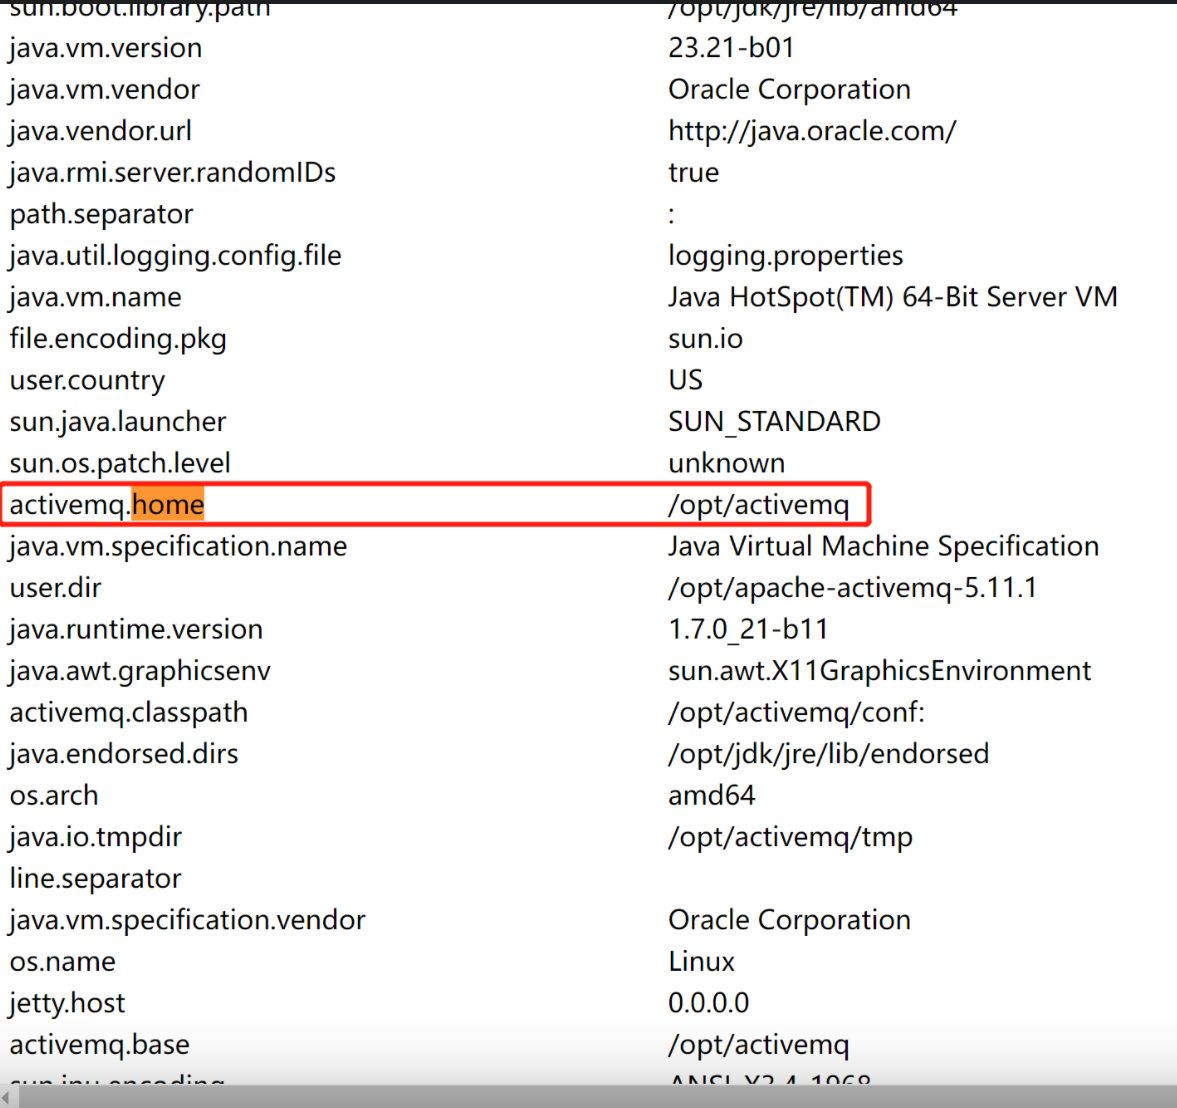 sun.boot.library.path /opt/jdk/jre/lib/amd64
java.vm.version 23.21-b01
java.vm.vendor Oracle Corporation
java.vendor.url http://java.oracle.com/
java.rmi.server.randomIDs true
path.separator :
java.util.logging.config.file logging.properties
java.vm.name Java HotSpot(TM) 64-Bit Server VM
file.encoding.pkg sun.io
user.country US
sun.java.launcher SUN_STANDARD
sun.os.patch.level unknown
activemq.home /opt/activemq
java.vm.specification.name Java Virtual Machine Specification
user.dir /opt/apache-activemq-5.11.1
java.runtime.version 1.7.0_21-b11
java.awt.graphicsenv sun.awt.X11GraphicsEnvironment
activemq.classpath /opt/activemq/conf:
java.endorsed.dirs /opt/jdk/jre/lib/endorsed
os.arch amd64
java.io.tmpdir /opt/activemq/tmp
line.separator
java.vm.specification.vendor Oracle Corporation
os.name Linux
jetty.host 0.0.0.0
activemq.base /opt/activemq
sun.jnu.encoding ANSI_X3.4-1968